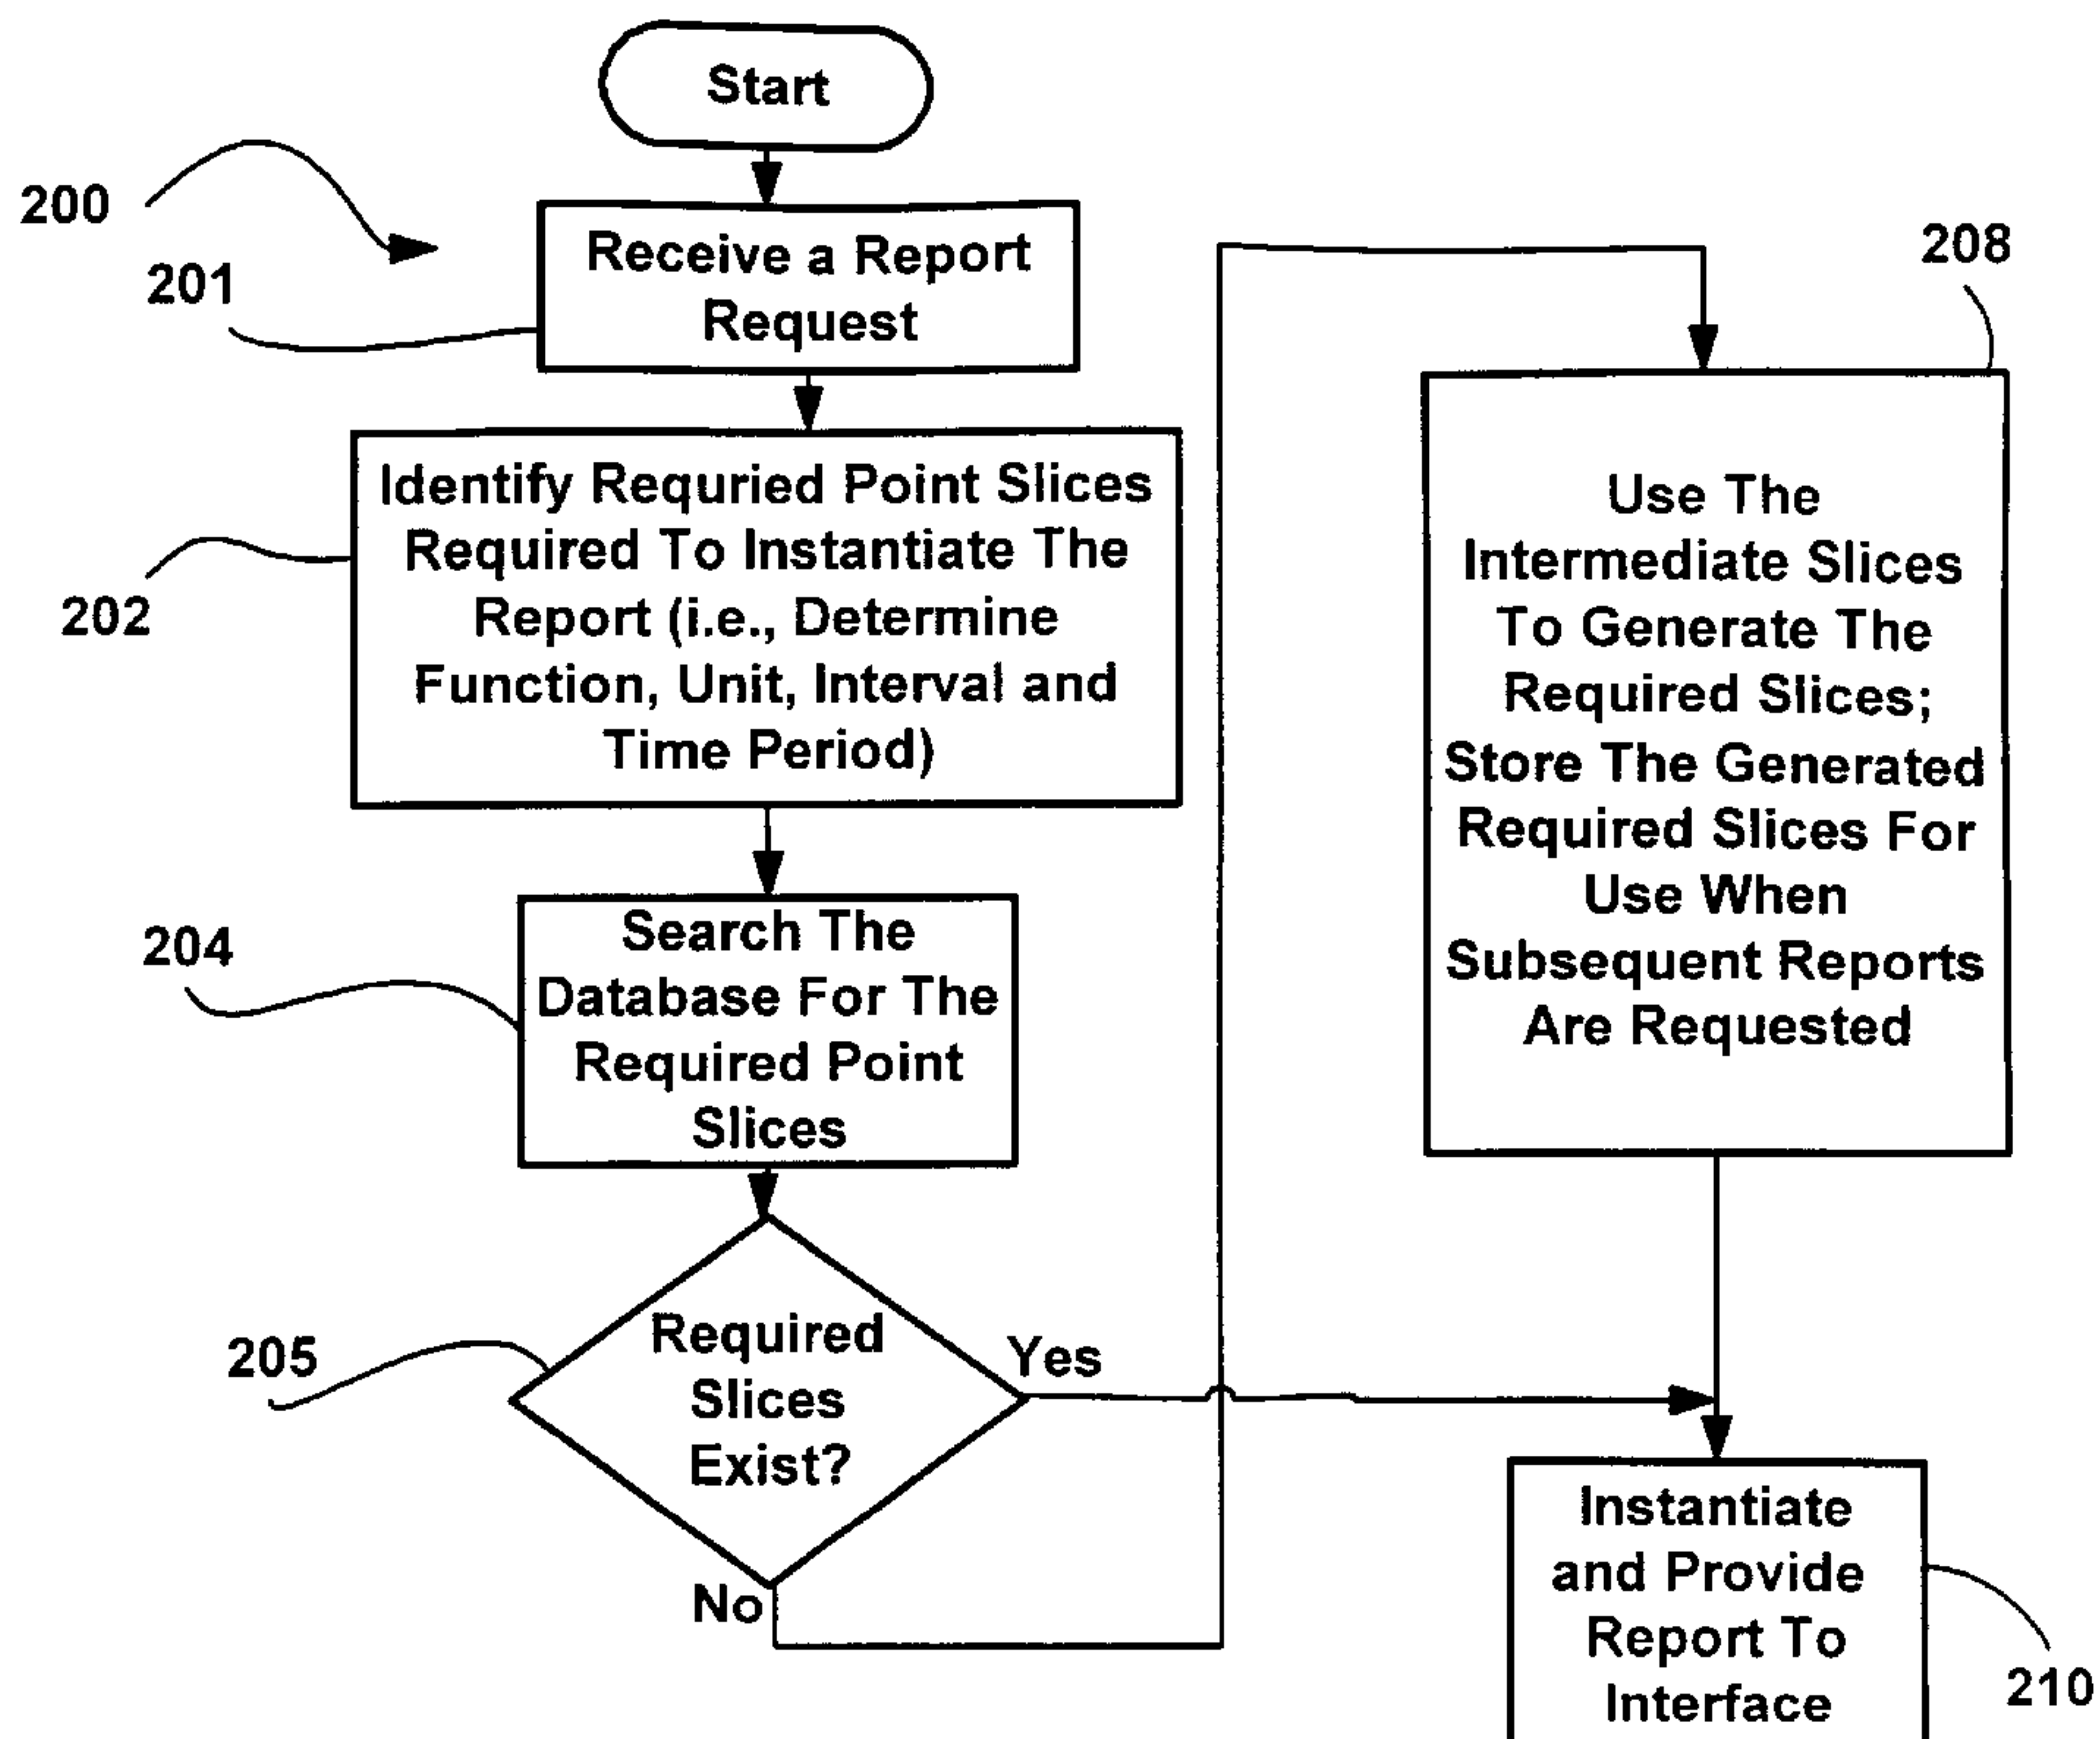 Start
200
201
Receive a Report
Request
202
Identify Requried Point Slices
Required To Instantiate The
Report (i.e., Determine
Function, Unit, Interval and
Time Period)
204
Search The
Database For The
Required Point
Slices
205
Required
Slices
Exist?
Yes
No
208
Use The
Intermediate Slices
To Generate The
Required Slices;
Store The Generated
Required Slices For
Use When
Subsequent Reports
Are Requested
Instantiate
and Provide
Report To
Interface
210